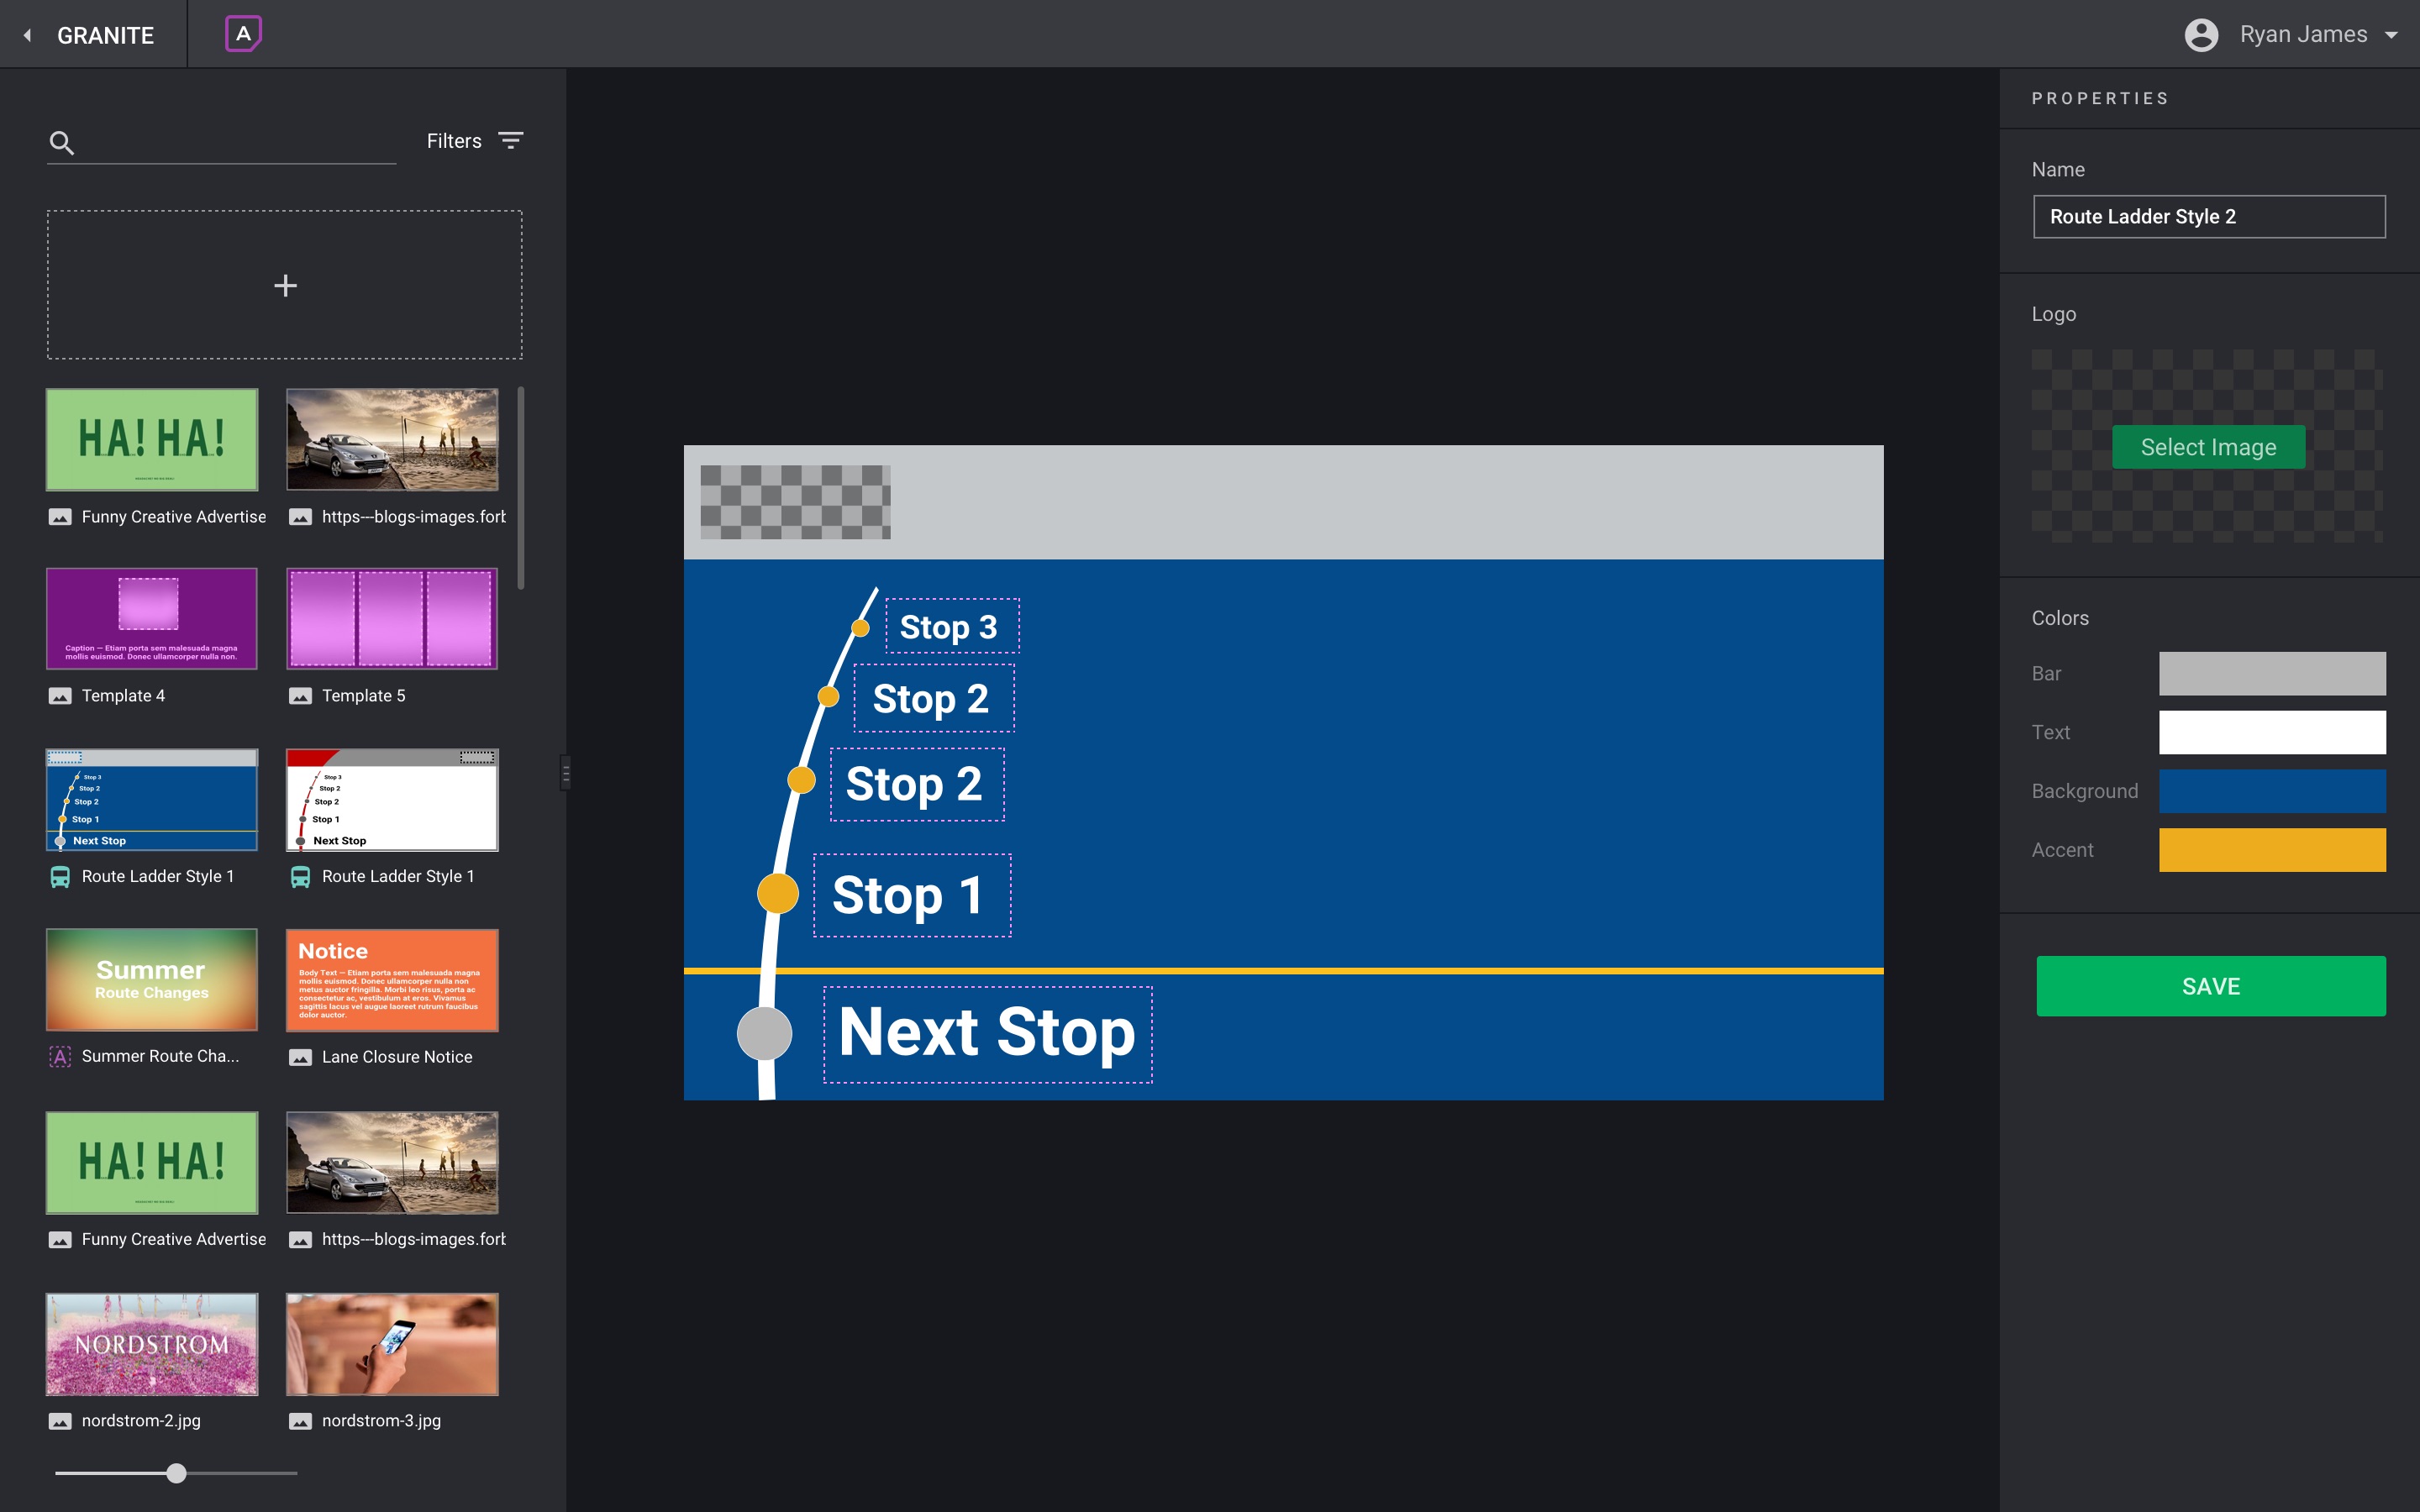 GRANITE
A
Ryan James
Filters
PROPERTIES
Name
Route Ladder Style 2
Logo
Select Image
Colors
Bar
Text
Background
Accent
SAVE
HA! HA!
Funny Creative Advertise
https---blogs-images.forb
Caption — Etiam porta sem malesuada magna
mollis euismod. Donec ullamcorper nulla non.
Template 4
Template 5
Stop 3
Stop 2
Stop 2
Stop 1
Next Stop
Route Ladder Style 1
Stop 3
Stop 2
Stop 2
Stop 1
Next Stop
Route Ladder Style 1
Summer
Route Changes
A
Summer Route Cha...
Notice
Body Text — Etiam porta sem malesuada magna
mollis euismod. Donec ullamcorper nulla non
metus auctor fringilla. Morbi leo risus, porta ac
consectetur ac, vestibulum at eros. Vivamus
sagittis lacus vel augue laoreet rutrum faucibus
dolor auctor.
Lane Closure Notice
HA! HA!
Funny Creative Advertise
https---blogs-images.forb
NORDSTROM
nordstrom-2.jpg
nordstrom-3.jpg
Stop 3
Stop 2
Stop 2
Stop 1
Next Stop